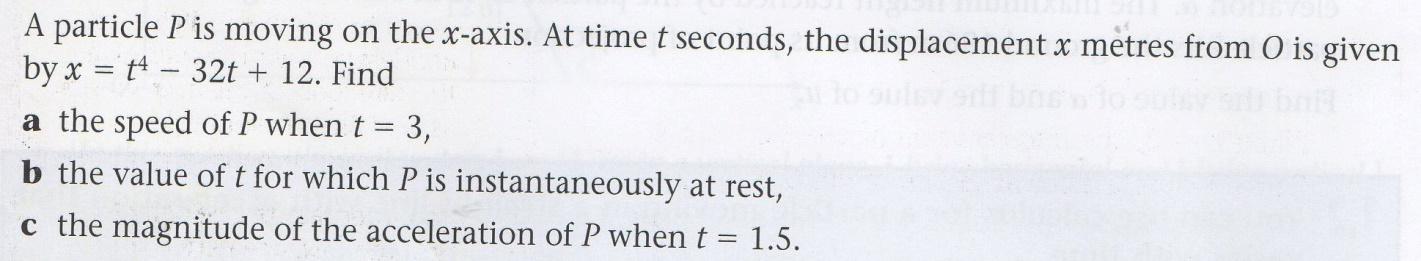 A particle P is moving on the x-axis. At time t seconds, the displacement x metres from O is given
by x = t⁴ − 32t + 12. Find
a the speed of P when t = 3,
b the value of t for which P is instantaneously at rest,
c the magnitude of the acceleration of P when t = 1.5.